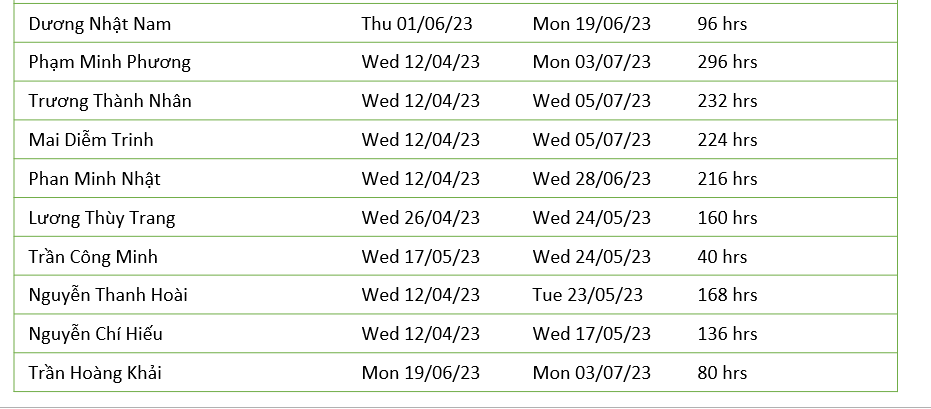 Dương Nhật Nam Thu 01/06/23 Mon 19/06/23 96 hrs
Phạm Minh Phương Wed 12/04/23 Mon 03/07/23 296 hrs
Trương Thành Nhân Wed 12/04/23 Wed 05/07/23 232 hrs
Mai Diễm Trinh Wed 12/04/23 Wed 05/07/23 224 hrs
Phan Minh Nhật Wed 12/04/23 Wed 28/06/23 216 hrs
Lương Thùy Trang Wed 26/04/23 Wed 24/05/23 160 hrs
Trần Công Minh Wed 17/05/23 Wed 24/05/23 40 hrs
Nguyễn Thanh Hoài Wed 12/04/23 Tue 23/05/23 168 hrs
Nguyễn Chí Hiếu Wed 12/04/23 Wed 17/05/23 136 hrs
Trần Hoàng Khải Mon 19/06/23 Mon 03/07/23 80 hrs